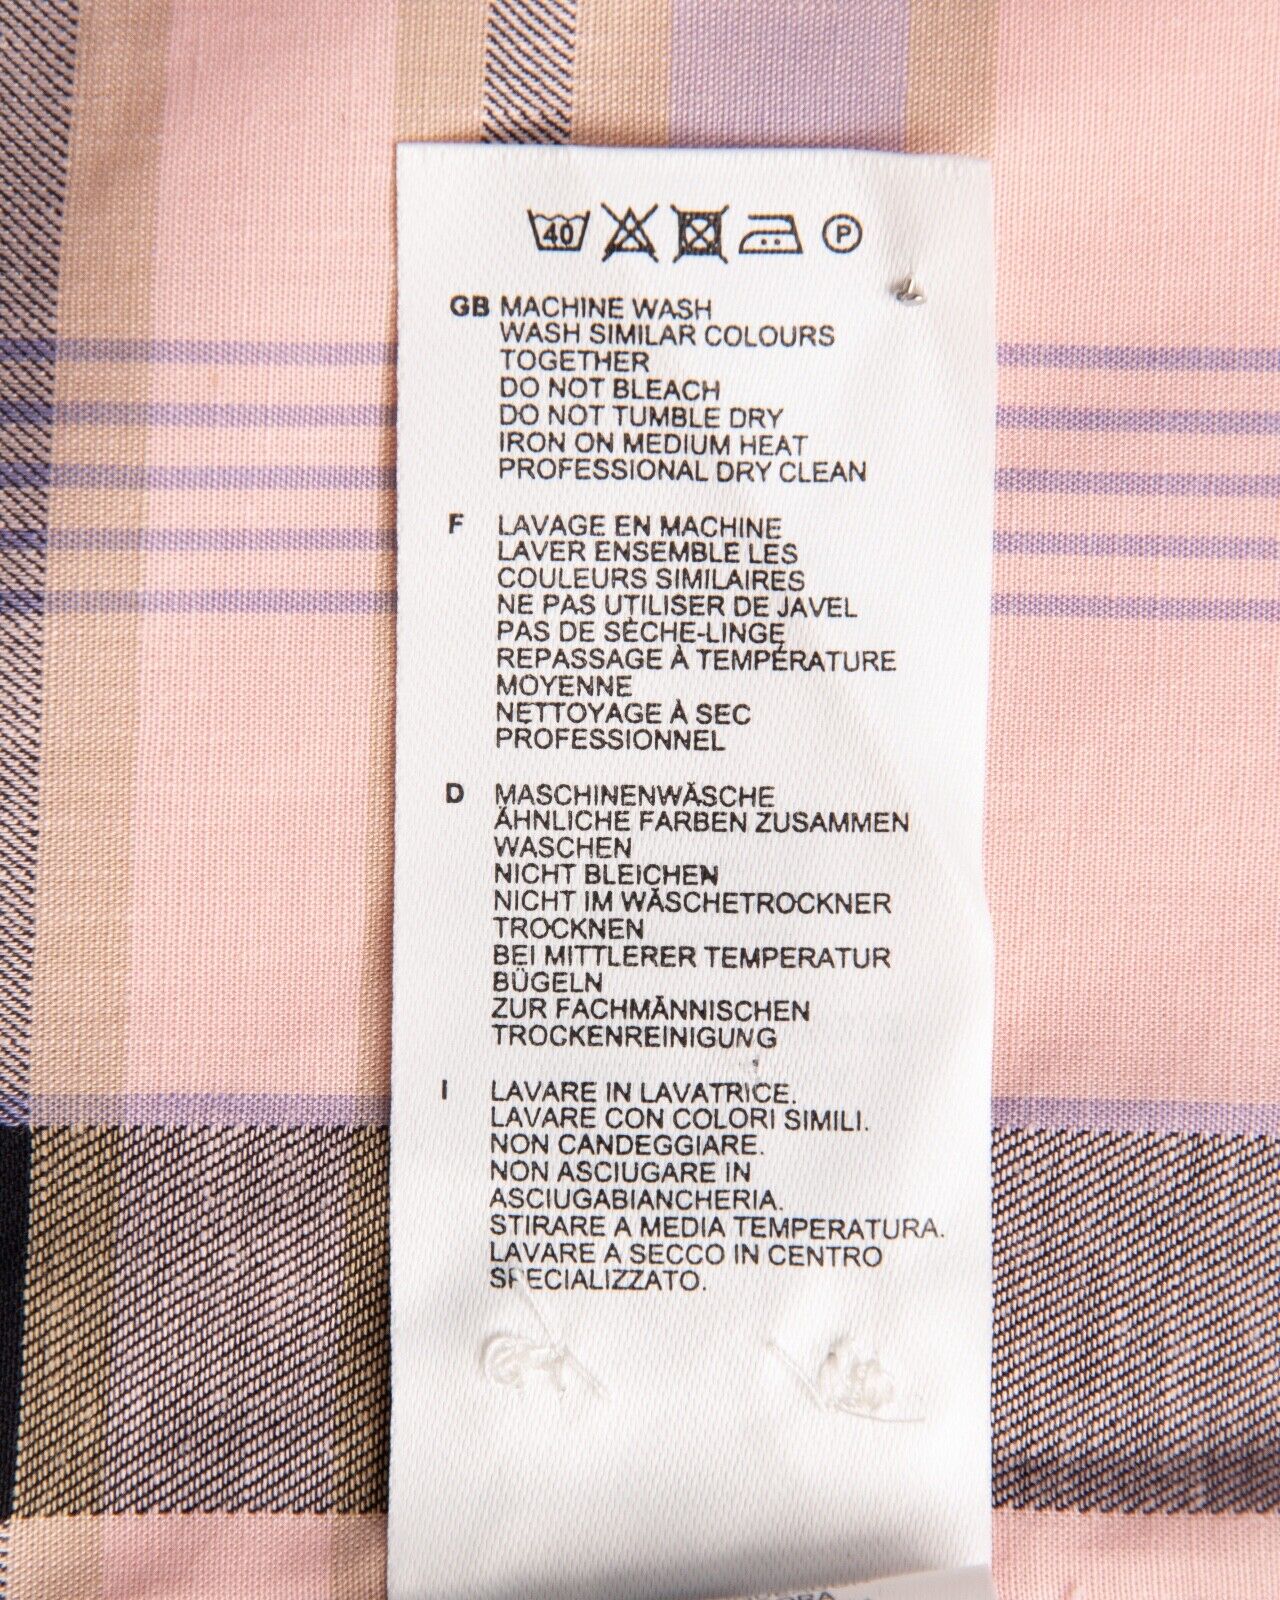 40 P
GB MACHINE WASH
WASH SIMILAR COLOURS
TOGETHER
DO NOT BLEACH
DO NOT TUMBLE DRY
IRON ON MEDIUM HEAT
PROFESSIONAL DRY CLEAN
F LAVAGE EN MACHINE
LAVER ENSEMBLE LES
COULEURS SIMILAIRES
NE PAS UTILISER DE JAVEL
PAS DE SÈCHE-LINGE
REPASSAGE À TEMPÉRATURE
MOYENNE
NETTOYAGE À SEC
PROFESSIONNEL
D MASCHINENWÄSCHE
ÄHNLICHE FARBEN ZUSAMMEN
WASCHEN
NICHT BLEICHEN
NICHT IM WÄSCHETROCKNER
TROCKNEN
BEI MITTLERER TEMPERATUR
BÜGELN
ZUR FACHMÄNNISCHEN
TROCKENREINIGUNG
I LAVARE IN LAVATRICE.
LAVARE CON COLORI SIMILI.
NON CANDEGGIARE.
NON ASCIUGARE IN
ASCIUGABIANCHERIA.
STIRARE A MEDIA TEMPERATURA.
LAVARE A SECCO IN CENTRO
SPECIALIZZATO.